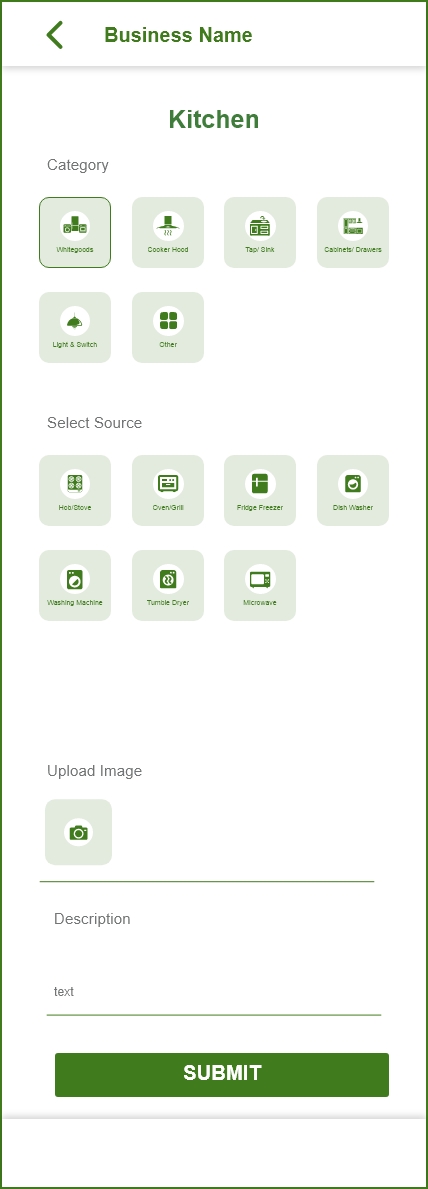 Business Name
Kitchen
Category
Whitegoods
Cooker Hood
Tap/ Sink
Cabinets/ Drawers
Light & Switch
Other
Select Source
Hob/Stove
Oven/Grill
Fridge Freezer
Dish Washer
Washing Machine
Tumble Dryer
Microwave
Upload Image
Description
text
SUBMIT